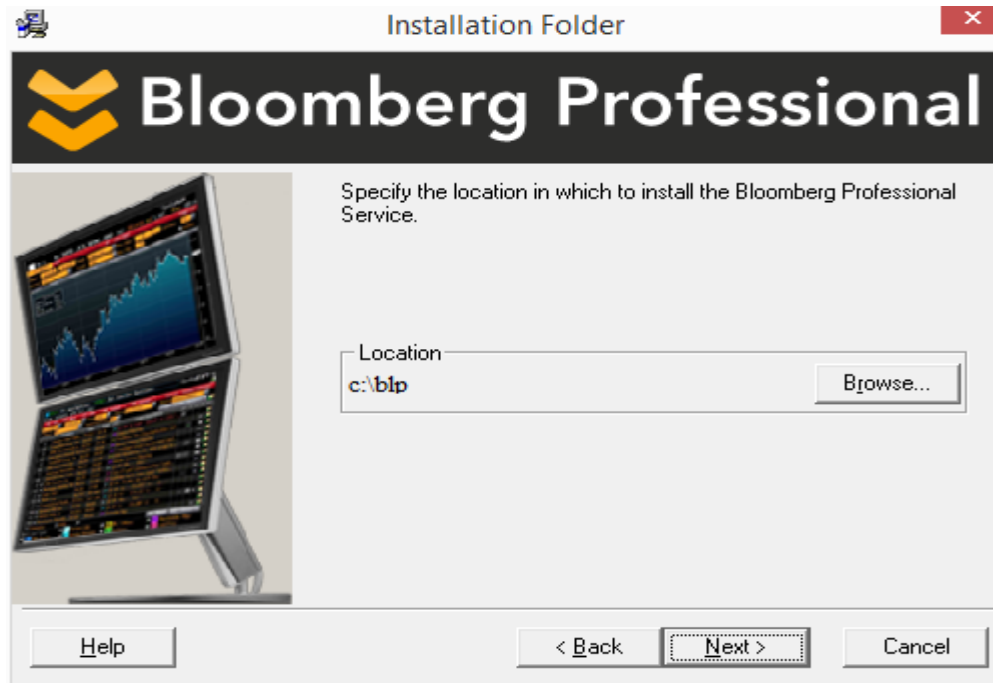 Installation Folder
Bloomberg Professional
Specify the location in which to install the Bloomberg Professional
Service.
Location
c:\blp
Browse...
Help
< Back
Next >
Cancel